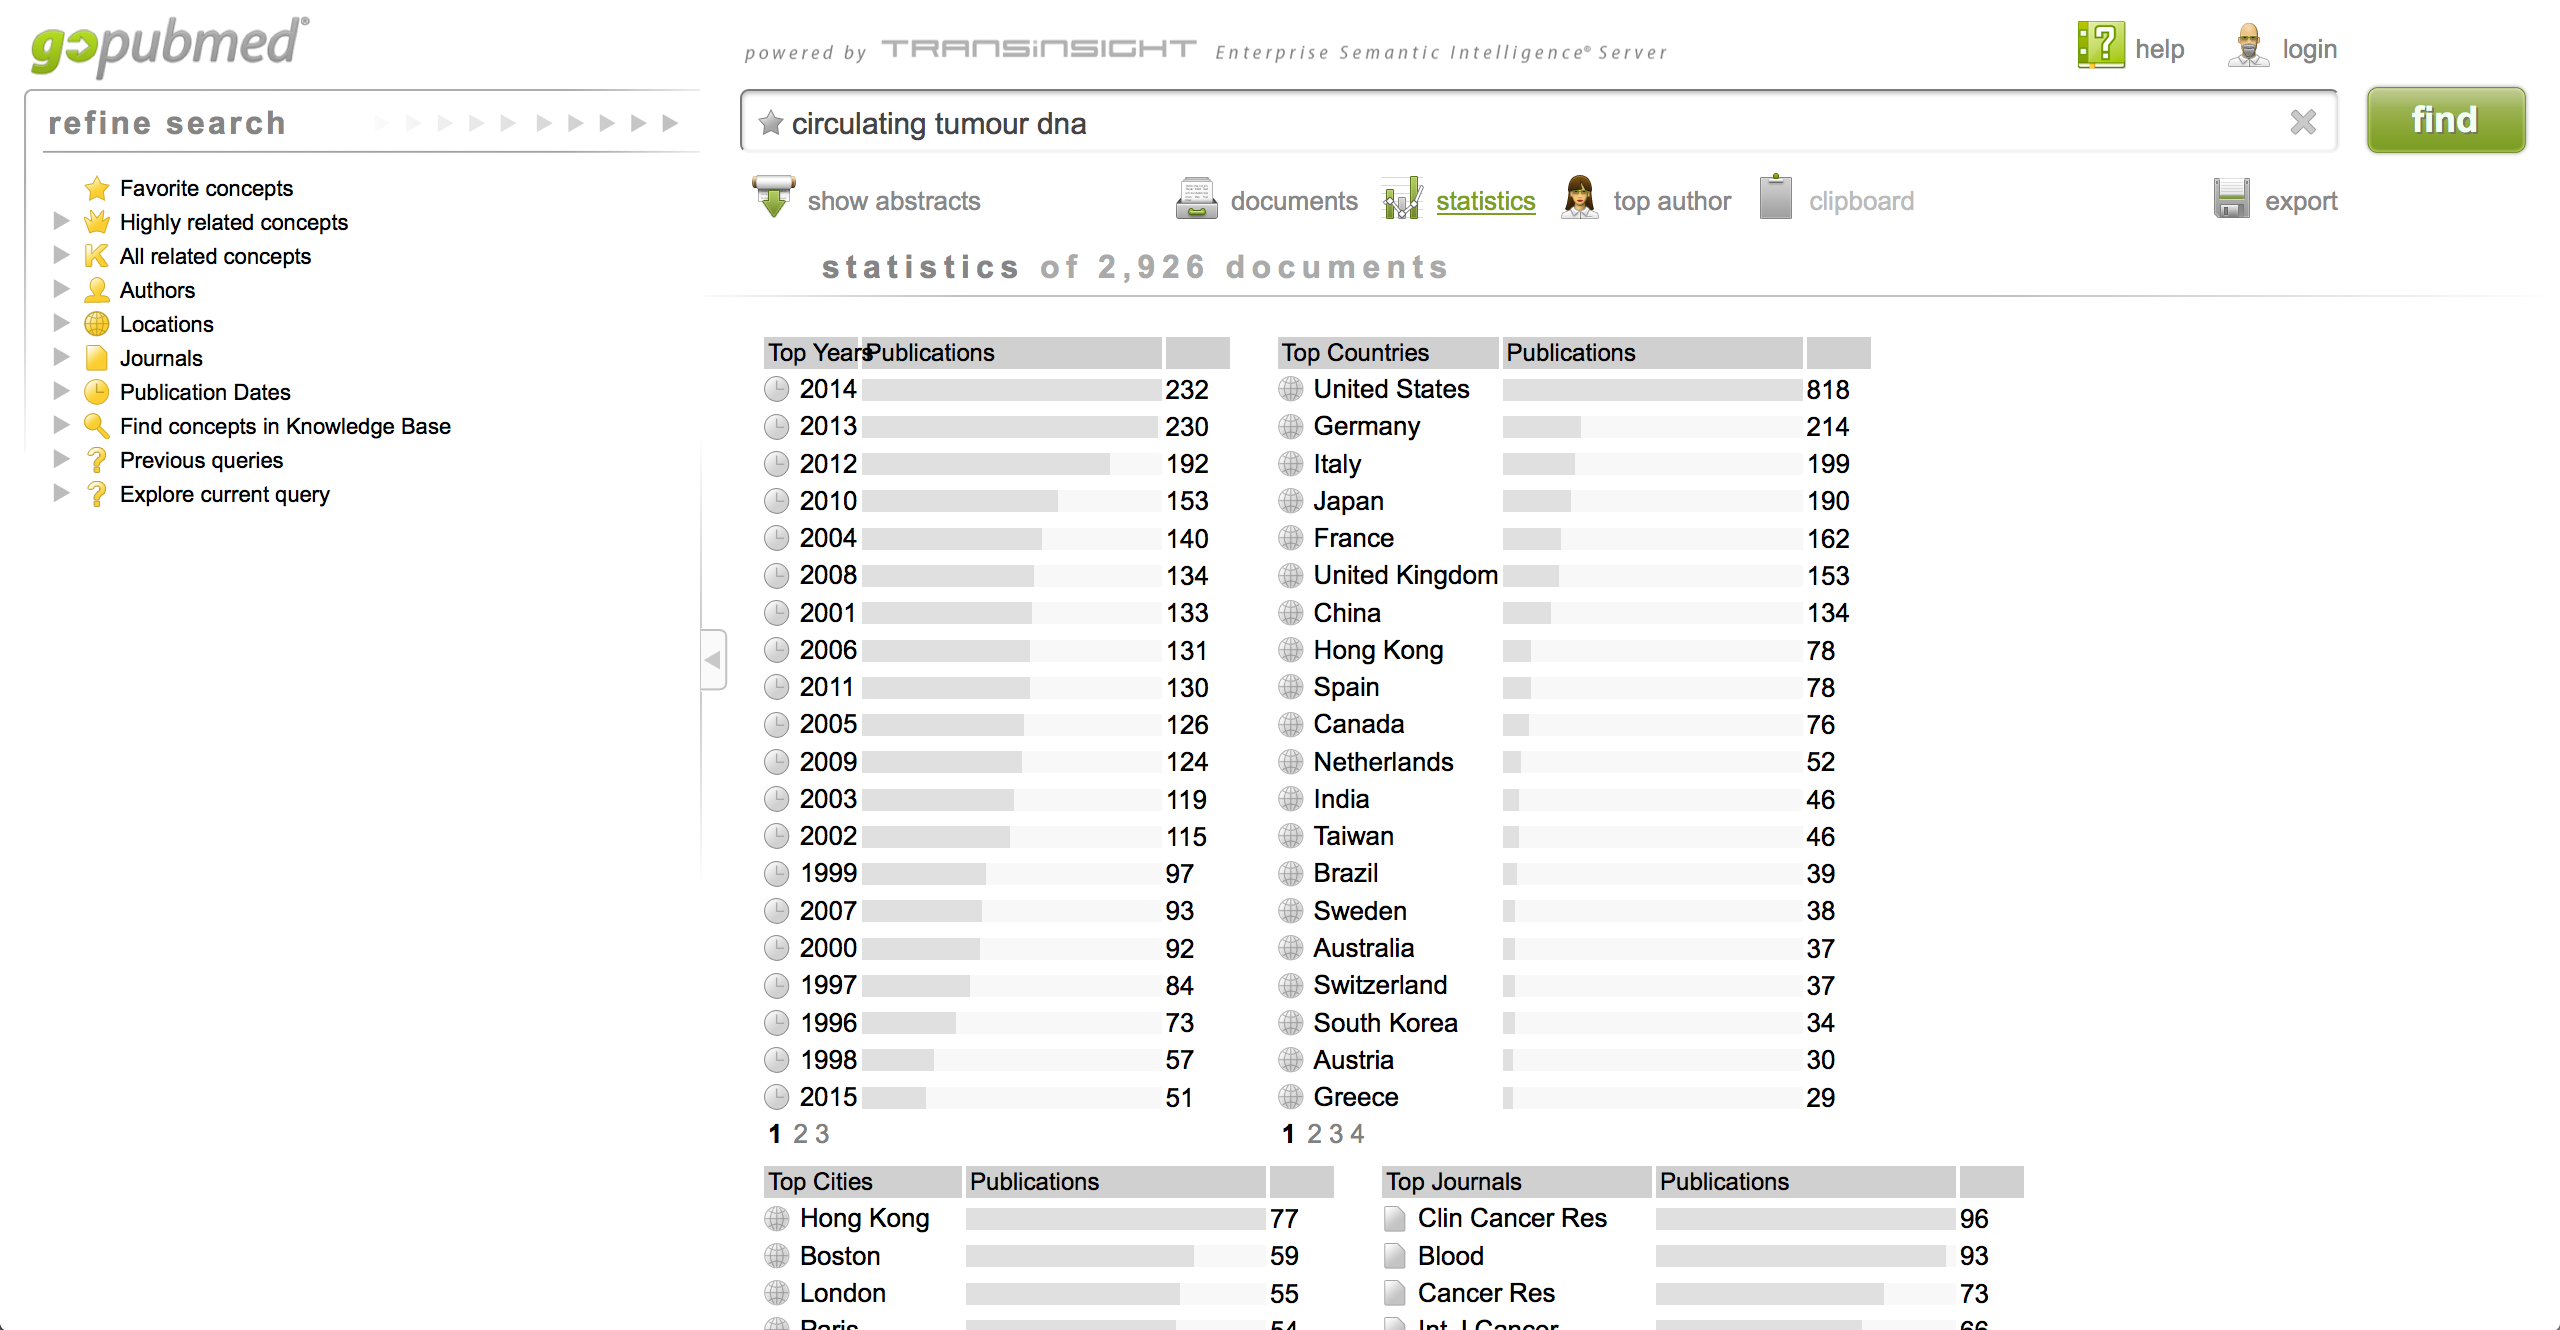 gopubmed®
powered by TRANSINSIGHT Enterprise Semantic Intelligence® Server
help
login
refine search
circulating tumour dna
find
Favorite concepts
Highly related concepts
All related concepts
Authors
Locations
Journals
Publication Dates
Find concepts in Knowledge Base
Previous queries
Explore current query
show abstracts
documents
statistics
top author
clipboard
export
statistics of 2,926 documents
Top Years Publications
2014 232
2013 230
2012 192
2010 153
2004 140
2008 134
2001 133
2006 131
2011 130
2005 126
2009 124
2003 119
2002 115
1999 97
2007 93
2000 92
1997 84
1996 73
1998 57
2015 51
1 2 3
Top Countries Publications
United States 818
Germany 214
Italy 199
Japan 190
France 162
United Kingdom 153
China 134
Hong Kong 78
Spain 78
Canada 76
Netherlands 52
India 46
Taiwan 46
Brazil 39
Sweden 38
Australia 37
Switzerland 37
South Korea 34
Austria 30
Greece 29
1 2 3 4
Top Cities Publications
Hong Kong 77
Boston 59
London 55
Paris 54
Top Journals Publications
Clin Cancer Res 96
Blood 93
Cancer Res 73
Int J Cancer 66